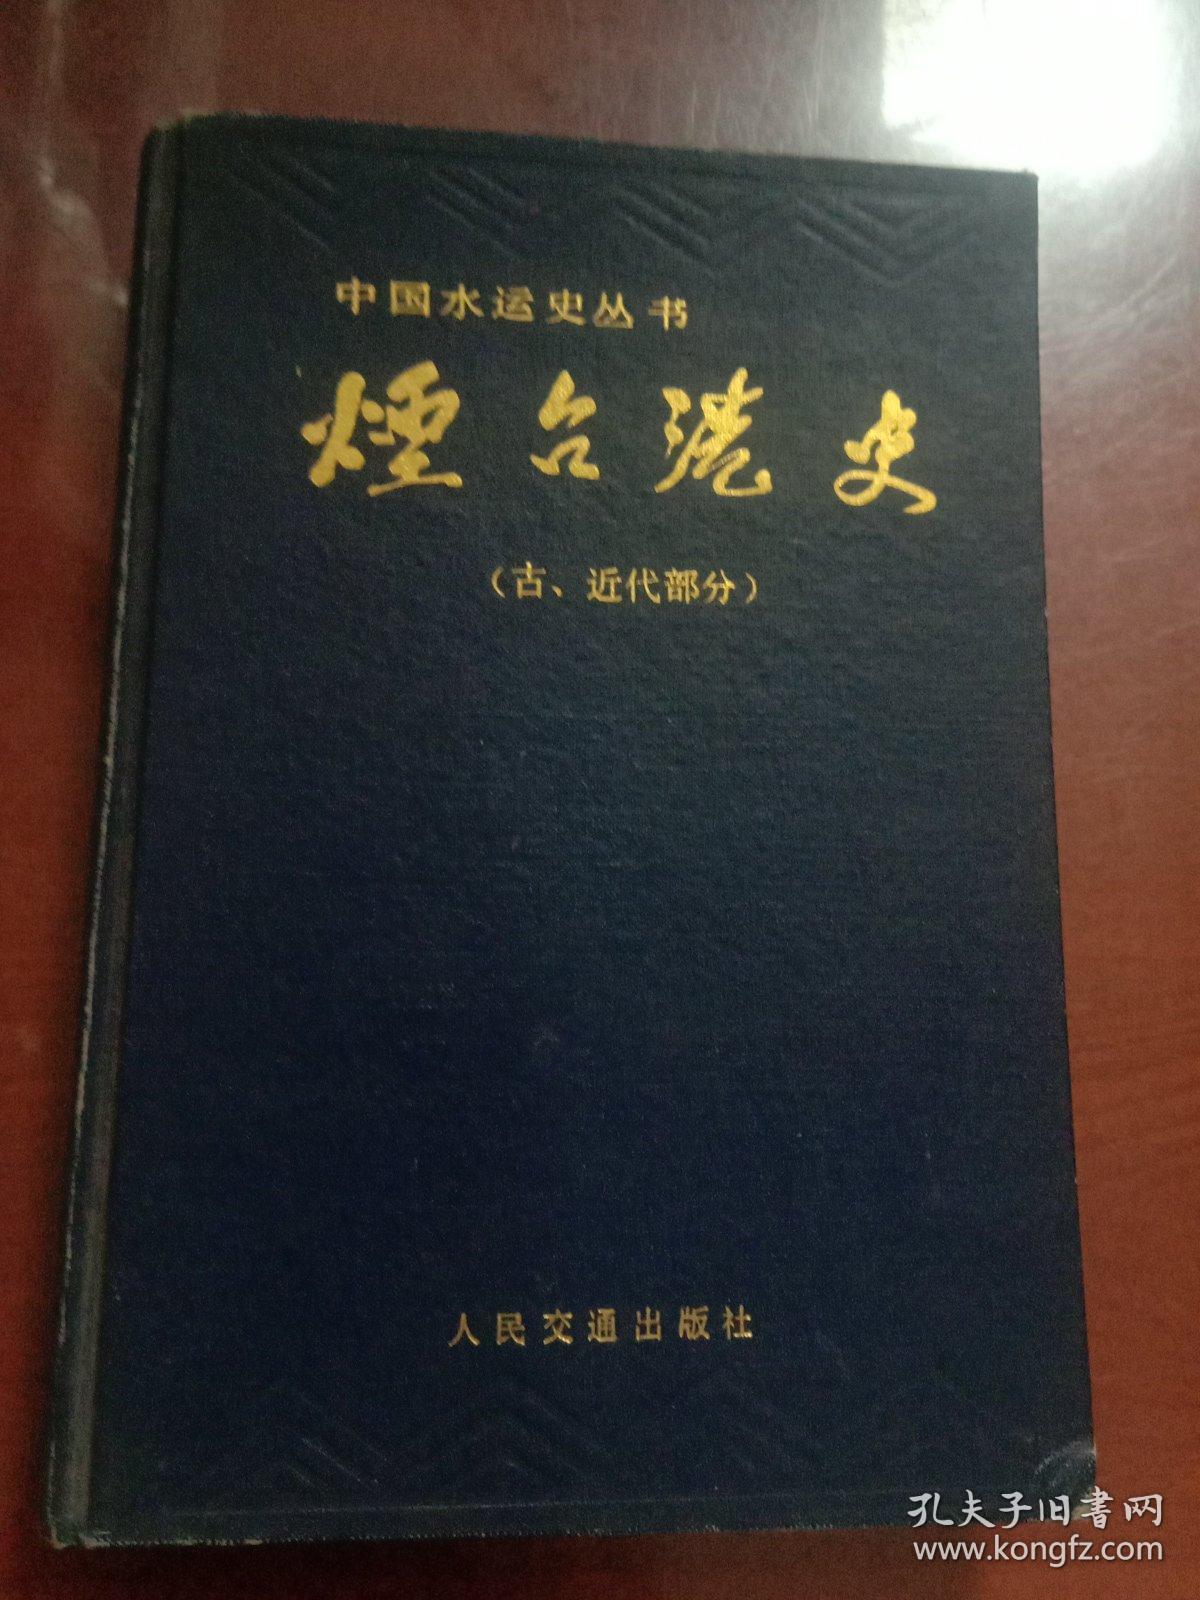 中国水运史丛书
煙台港史
（古、近代部分）
人民交通出版社
孔夫子旧书网
www.kongfz.com